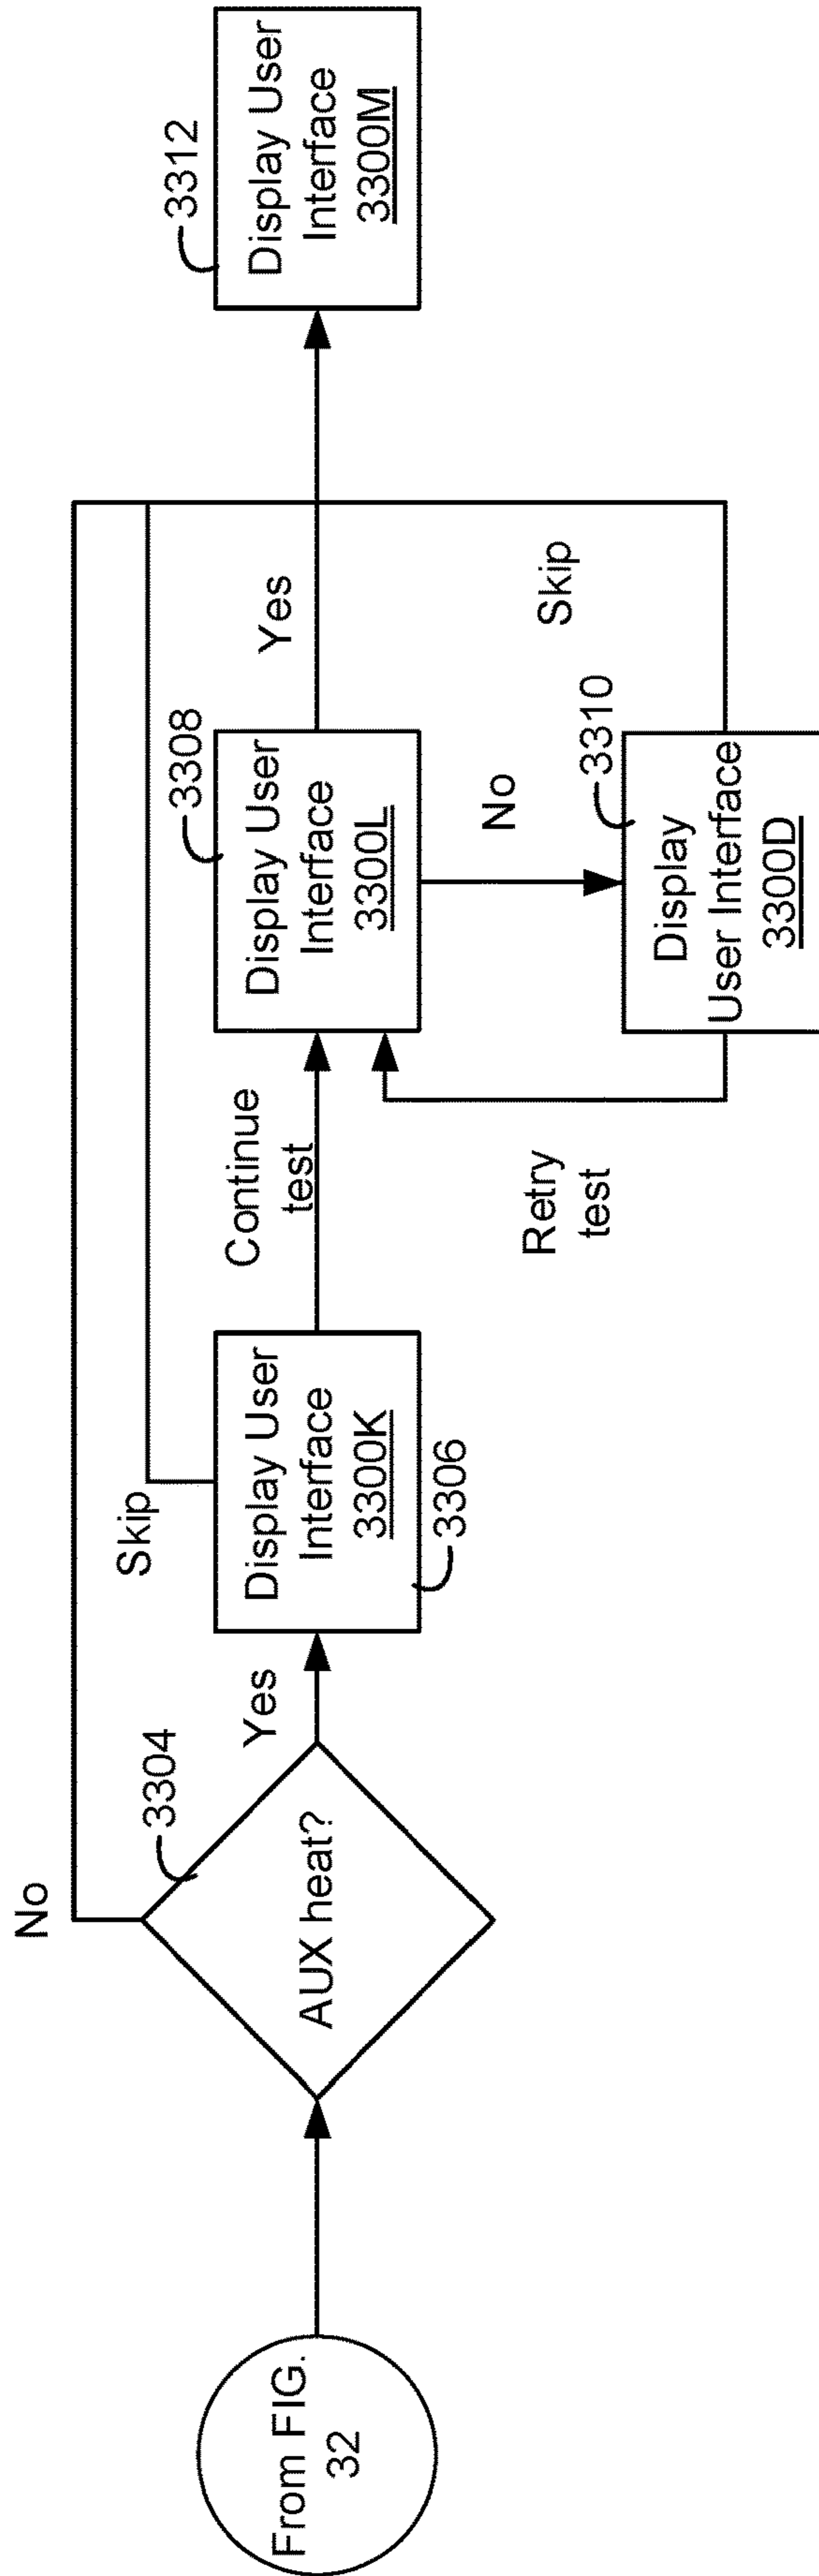 From FIG.
32
No
3304
AUX heat?
Yes
Skip
Display User
Interface
3300K
3306
Continue
test
3308
Display User
Interface
3300L
Yes
No
Retry
test
3310
Display
User Interface
3300D
Skip
3312
Display User
Interface
3300M